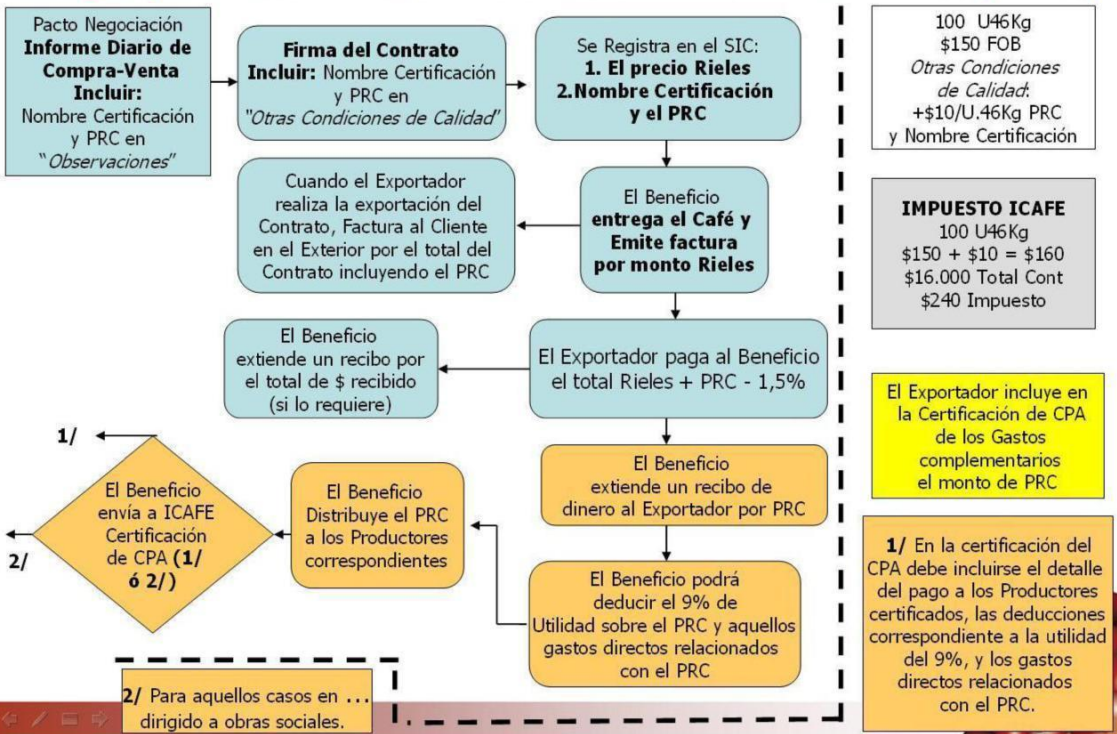 Pacto Negociación
Informe Diario de
Compra-Venta
Incluir:
Nombre Certificación
y PRC en
“Observaciones”
Firma del Contrato
Incluir: Nombre Certificación
y PRC en
"Otras Condiciones de Calidad”
Se Registra en el SIC:
1. El precio Rieles
2.Nombre Certificación
y el PRC
Cuando el Exportador
realiza la exportación del
Contrato, Factura al Cliente
en el Exterior por el total del
Contrato incluyendo el PRC
El Beneficio
entrega el Café y
Emite factura
por monto Rieles
El Beneficio
extiende un recibo por
el total de $ recibido
(si lo requiere)
El Exportador paga al Beneficio
el total Rieles + PRC - 1,5%
El Beneficio
extiende un recibo de
dinero al Exportador por PRC
El Beneficio podrá
deducir el 9% de
Utilidad sobre el PRC y aquellos
gastos directos relacionados
con el PRC
El Beneficio
Distribuye el PRC
a los Productores
correspondientes
1/
El Beneficio
envía a ICAFE
Certificación
de CPA (1/
ó 2/)
2/
2/ Para aquellos casos en ...
dirigido a obras sociales.
100 U46Kg
$150 FOB
Otras Condiciones
de Calidad:
+$10/U.46Kg PRC
y Nombre Certificación
IMPUESTO ICAFE
100 U46Kg
$150 + $10 = $160
$16.000 Total Cont
$240 Impuesto
El Exportador incluye en
la Certificación de CPA
de los Gastos
complementarios
el monto de PRC
1/ En la certificación del
CPA debe incluirse el detalle
del pago a los Productores
certificados, las deducciones
correspondiente a la utilidad
del 9%, y los gastos
directos relacionados
con el PRC.